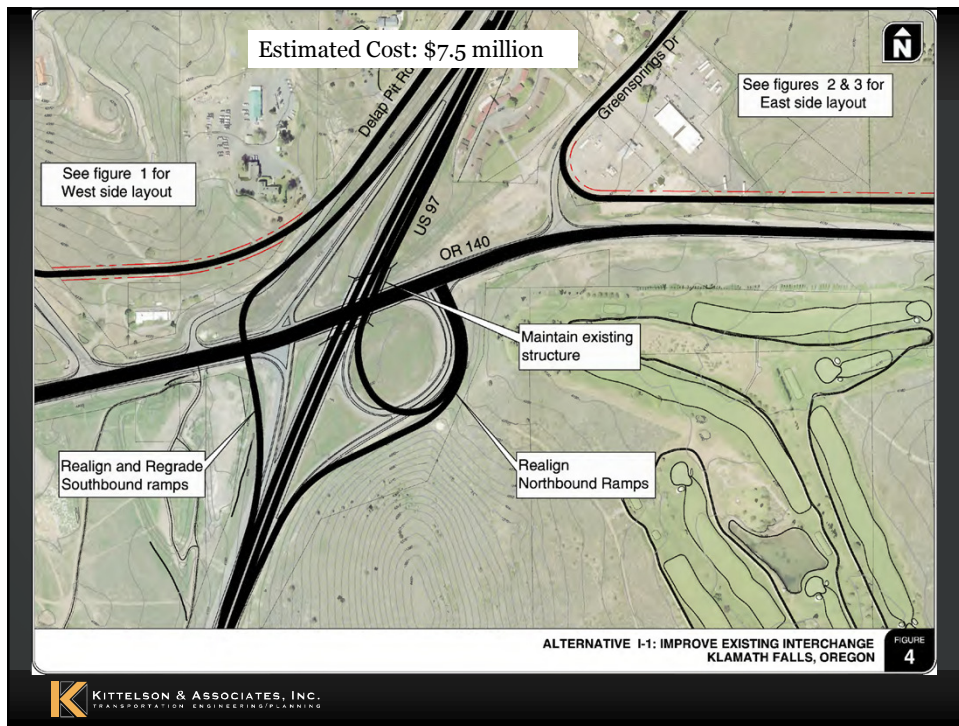 Estimated Cost: $7.5 million
N
Delap Pit Ro
Greensprings Dr
See figures 2 & 3 for
East side layout
See figure 1 for
West side layout
US 97
OR 140
Maintain existing
structure
Realign and Regrade
Southbound ramps
Realign
Northbound Ramps
ALTERNATIVE I-1: IMPROVE EXISTING INTERCHANGE
KLAMATH FALLS, OREGON
FIGURE
4
KITTELSON & ASSOCIATES, INC.
TRANSPORTATION ENGINEERING/PLANNING